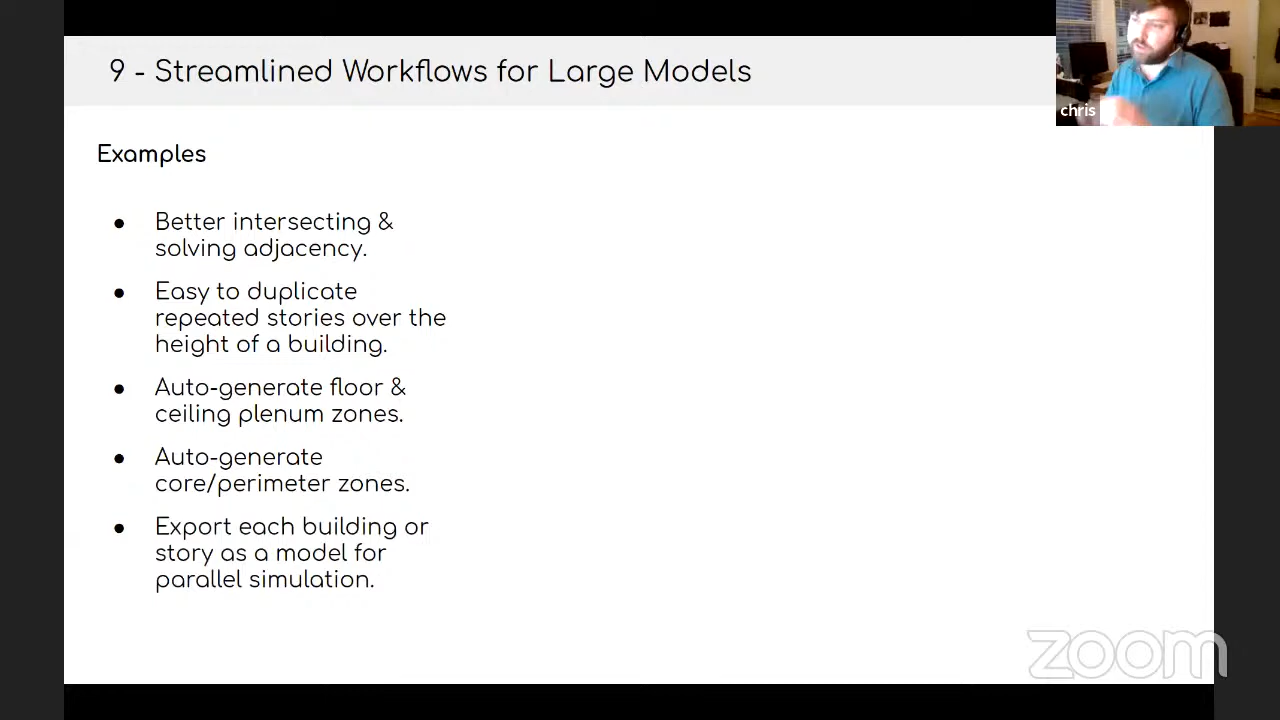 9 - Streamlined Workflows for Large Models
chris
Examples
● Better intersecting &
solving adjacency.
● Easy to duplicate
repeated stories over the
height of a building.
● Auto-generate floor &
ceiling plenum zones.
● Auto-generate
core/perimeter zones.
● Export each building or
story as a model for
parallel simulation.
zoom